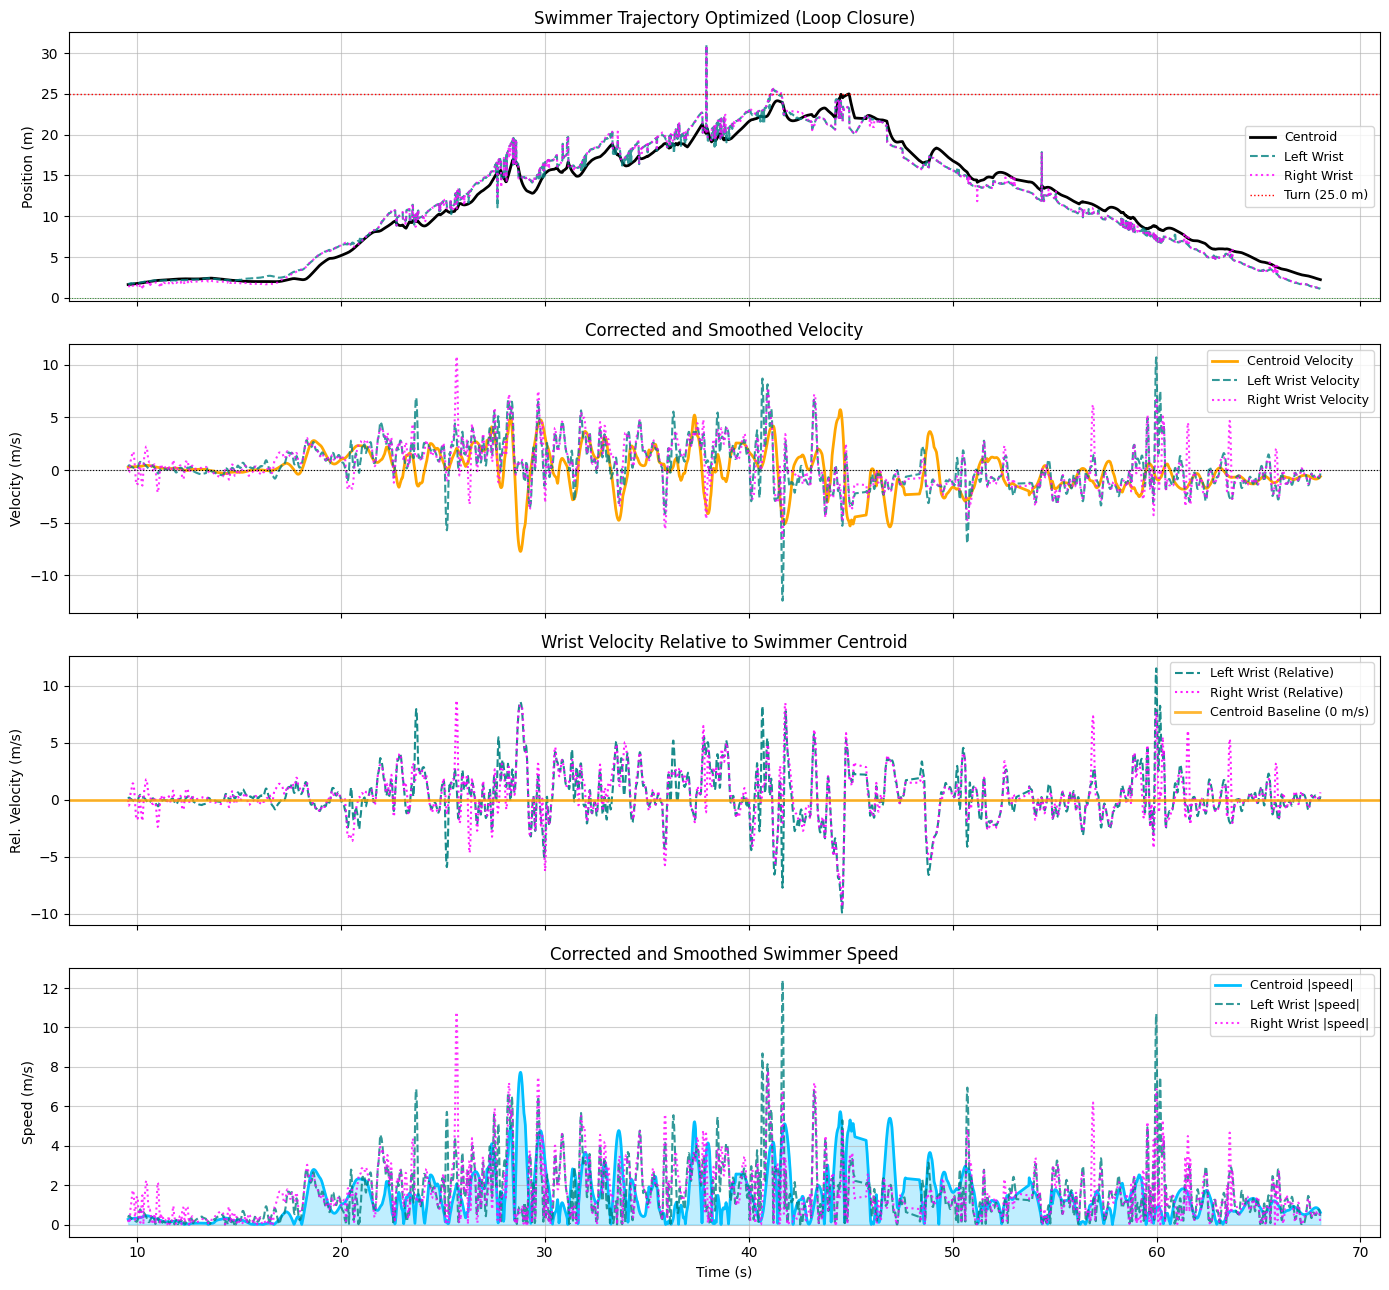 Swimmer Trajectory Optimized (Loop Closure)
Position (m)
30
25
20
15
10
5
0
Centroid
Left Wrist
Right Wrist
Turn (25.0 m)
Corrected and Smoothed Velocity
Velocity (m/s)
10
5
0
−5
−10
Centroid Velocity
Left Wrist Velocity
Right Wrist Velocity
Wrist Velocity Relative to Swimmer Centroid
Rel. Velocity (m/s)
10
5
0
−5
−10
Left Wrist (Relative)
Right Wrist (Relative)
Centroid Baseline (0 m/s)
Corrected and Smoothed Swimmer Speed
Speed (m/s)
12
10
8
6
4
2
0
Centroid |speed|
Left Wrist |speed|
Right Wrist |speed|
10 20 30 40 50 60 70
Time (s)